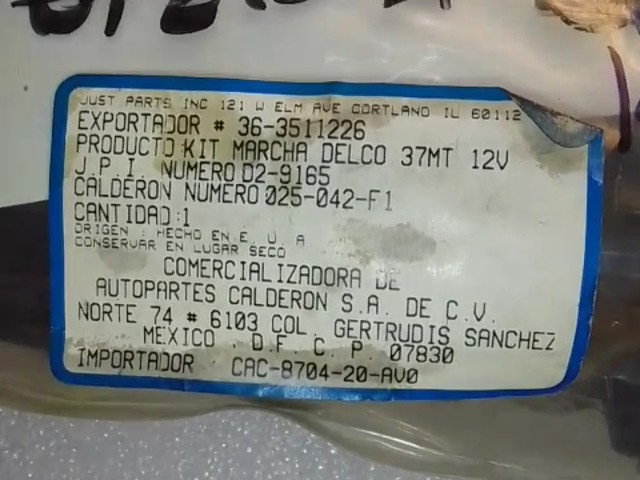 JUST PARTS INC 121 W ELM AVE CORTLAND IL 60112
EXPORTADOR # 36-3511226
PRODUCTO:KIT MARCHA DELCO 37MT 12V
J.P.I. NUMERO D2-9165
CALDERON NUMERO 025-042-F1
CANTIDAD:1
ORIGEN : HECHO EN E. U. A
CONSERVAR EN LUGAR SECO
COMERCIALIZADORA DE
AUTOPARTES CALDERON S.A. DE C.V.
NORTE 74 # 6103 COL. GERTRUDIS SANCHEZ
MEXICO . D.F. C. P. 07830
IMPORTADOR CAC-8704-20-AV0